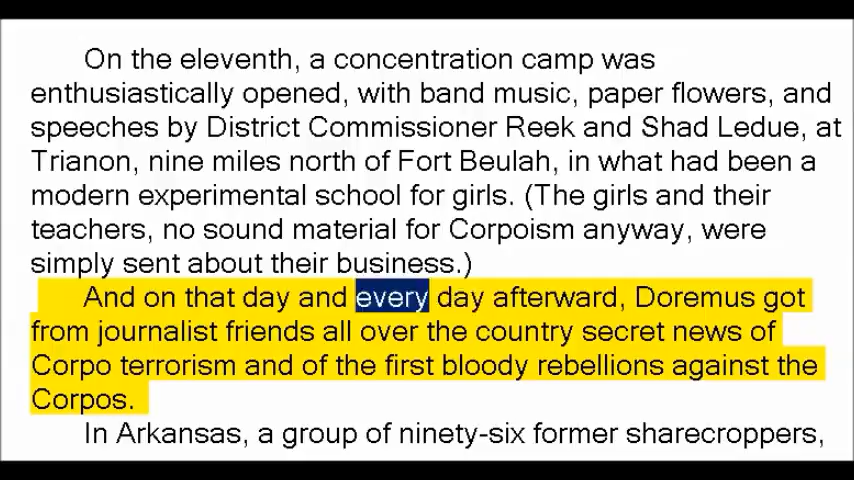 On the eleventh, a concentration camp was
enthusiastically opened, with band music, paper flowers, and
speeches by District Commissioner Reek and Shad Ledue, at
Trianon, nine miles north of Fort Beulah, in what had been a
modern experimental school for girls. (The girls and their
teachers, no sound material for Corpoism anyway, were
simply sent about their business.)
And on that day and every day afterward, Doremus got
from journalist friends all over the country secret news of
Corpo terrorism and of the first bloody rebellions against the
Corpos.
In Arkansas, a group of ninety-six former sharecroppers,